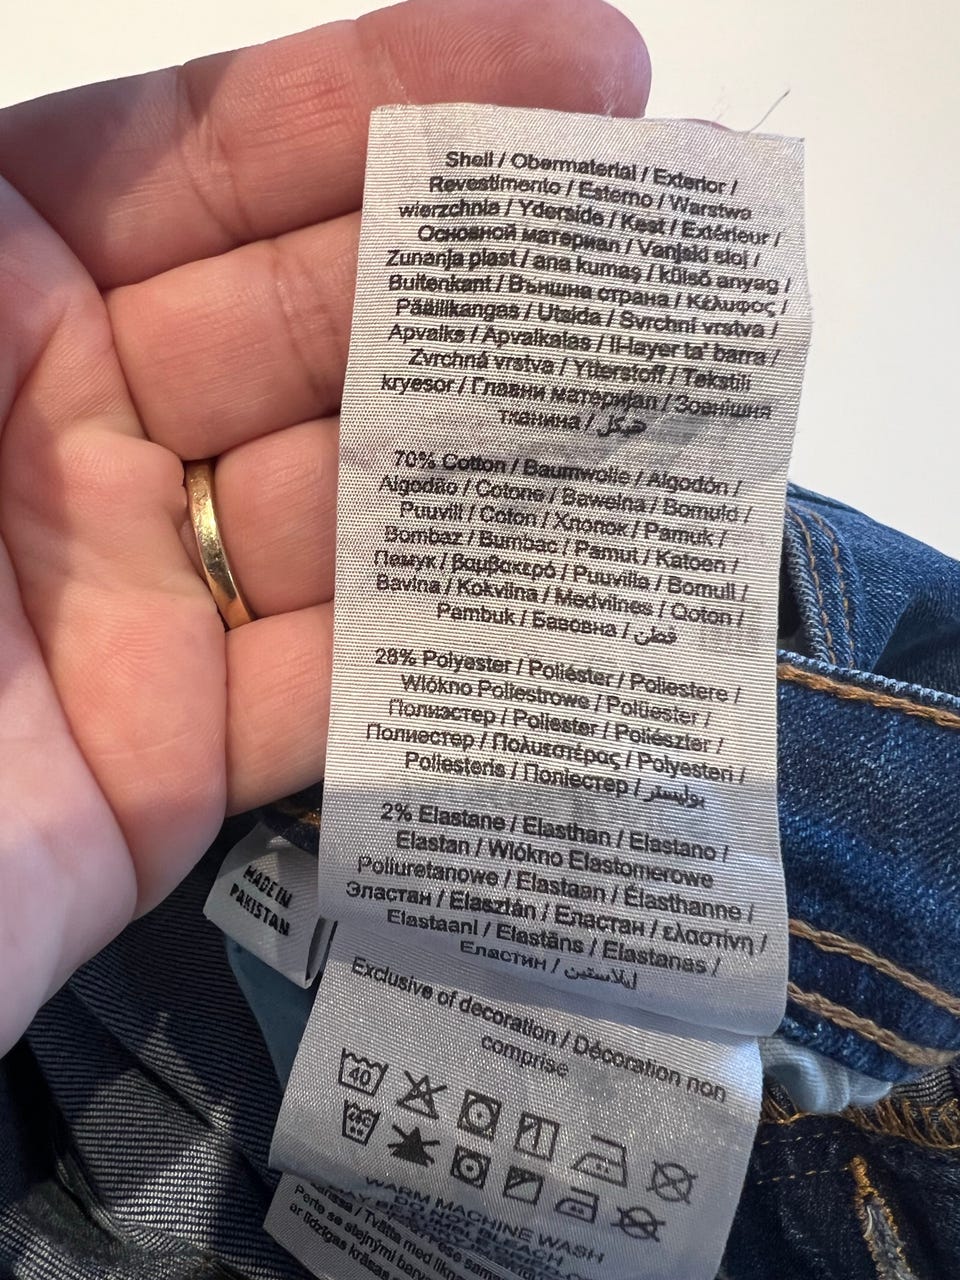 Shell / Obermaterial / Exterior /
Revestimento / Esterno / Warstwa
wierzchnia / Yderside / Kest / Extérieur /
Основной материал / Vanjski sloj /
Zunanja plast / ana kumaş / külső anyag /
Buitenkant / Външна страна / Κέλυφος /
Päällikangas / Utsida / Svrchní vrstva /
Apvalks / Apvalkalas / Il-layer ta' barra /
Zvrchná vrstva / Ytterstoff / Tekstili
kryesor / Главни материјал / Зовнішня
тканина / هيكل
70% Cotton / Baumwolle / Algodón /
Algodão / Cotone / Bawełna / Bomuld /
Puuvill / Coton / Хлопок / Pamuk /
Bombaž / Bumbac / Pamut / Katoen /
Памук / βαμβακερό / Puuvilla / Bomull /
Bavlna / Kokvilna / Medvilnes / Qoton /
Pambuk / Бавовна / قطن
28% Polyester / Poliéster / Poliestere /
Włókno Poliestrowe / Polüester /
Полиэстер / Poliester / Poliészter /
Полиестер / Πολυεστέρας / Polyesteri /
Poliesteris / Поліестер / بوليستر
2% Elastane / Elasthan / Elastano /
Elastan / Włókno Elastomerowe
Poliuretanowe / Elastaan / Élasthanne /
Эластан / Elasztán / Еластан / ελαστίνη /
Elastaani / Elastāns / Elastanas /
Еластин / إيلاستين
MADE IN
PAKISTAN
Exclusive of decoration / Décoration non
comprise
40
WARM MACHINE WASH
DO NOT BLEACH